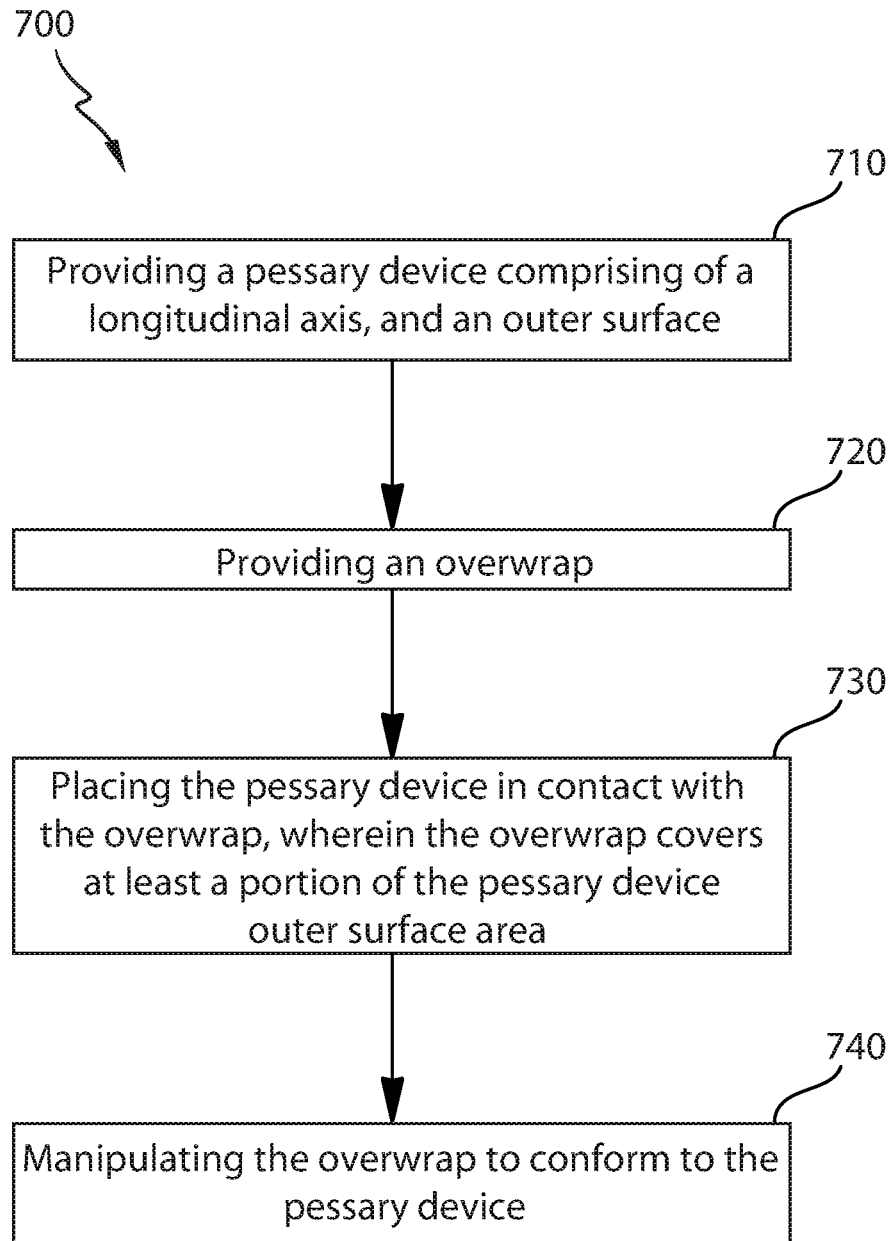 700
710
Providing a pessary device comprising of a
longitudinal axis, and an outer surface
720
Providing an overwrap
730
Placing the pessary device in contact with
the overwrap, wherein the overwrap covers
at least a portion of the pessary device
outer surface area
740
Manipulating the overwrap to conform to the
pessary device